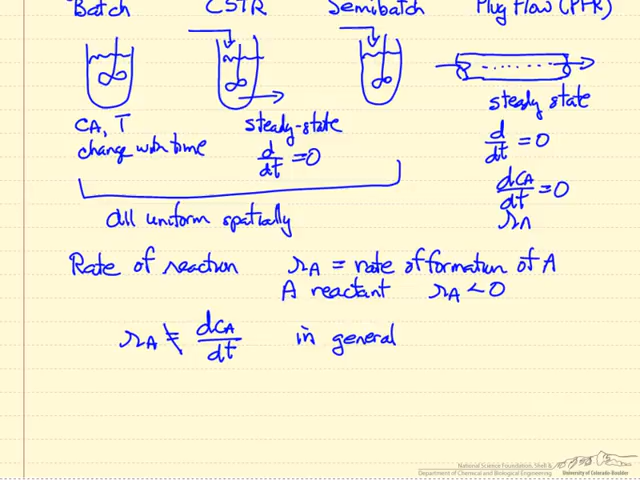 Batch CSTR Semibatch Plug Flow (PFR)
CA, T steady-state steady state
change with time d/dt = 0 d/dt = 0
dCA/dt = 0
rA
all uniform spatially
Rate of reaction rA = rate of formation of A
A reactant rA < 0
rA ≠ dCA/dt in general
National Science Foundation, Shell &
Department of Chemical and Biological Engineering University of Colorado Boulder